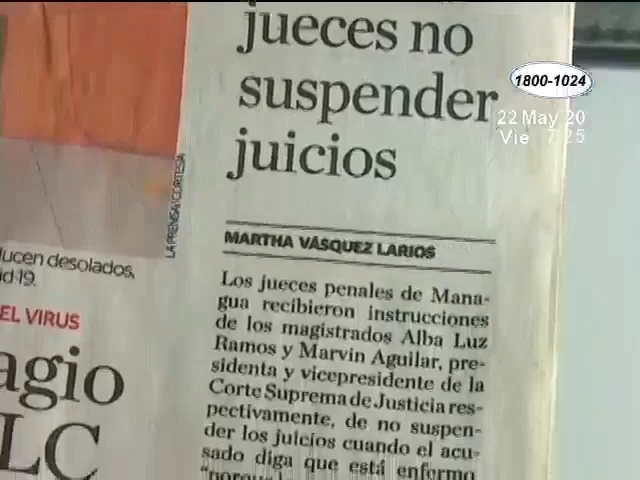 jueces no
suspender
juicios
1800-1024
22 May 20
Vie 7:25
LA PRENSA/CORTESÍA
MARTHA VÁSQUEZ LARIOS
Los jueces penales de Mana-
gua recibieron instrucciones
de los magistrados Alba Luz
Ramos y Marvin Aguilar, pre-
sidenta y vicepresidente de la
Corte Suprema de Justicia res-
pectivamente, de no suspen-
der los juicios cuando el acu-
sado diga que está enfermo
lucen desolados,
id-19.
EL VIRUS
agio
LC